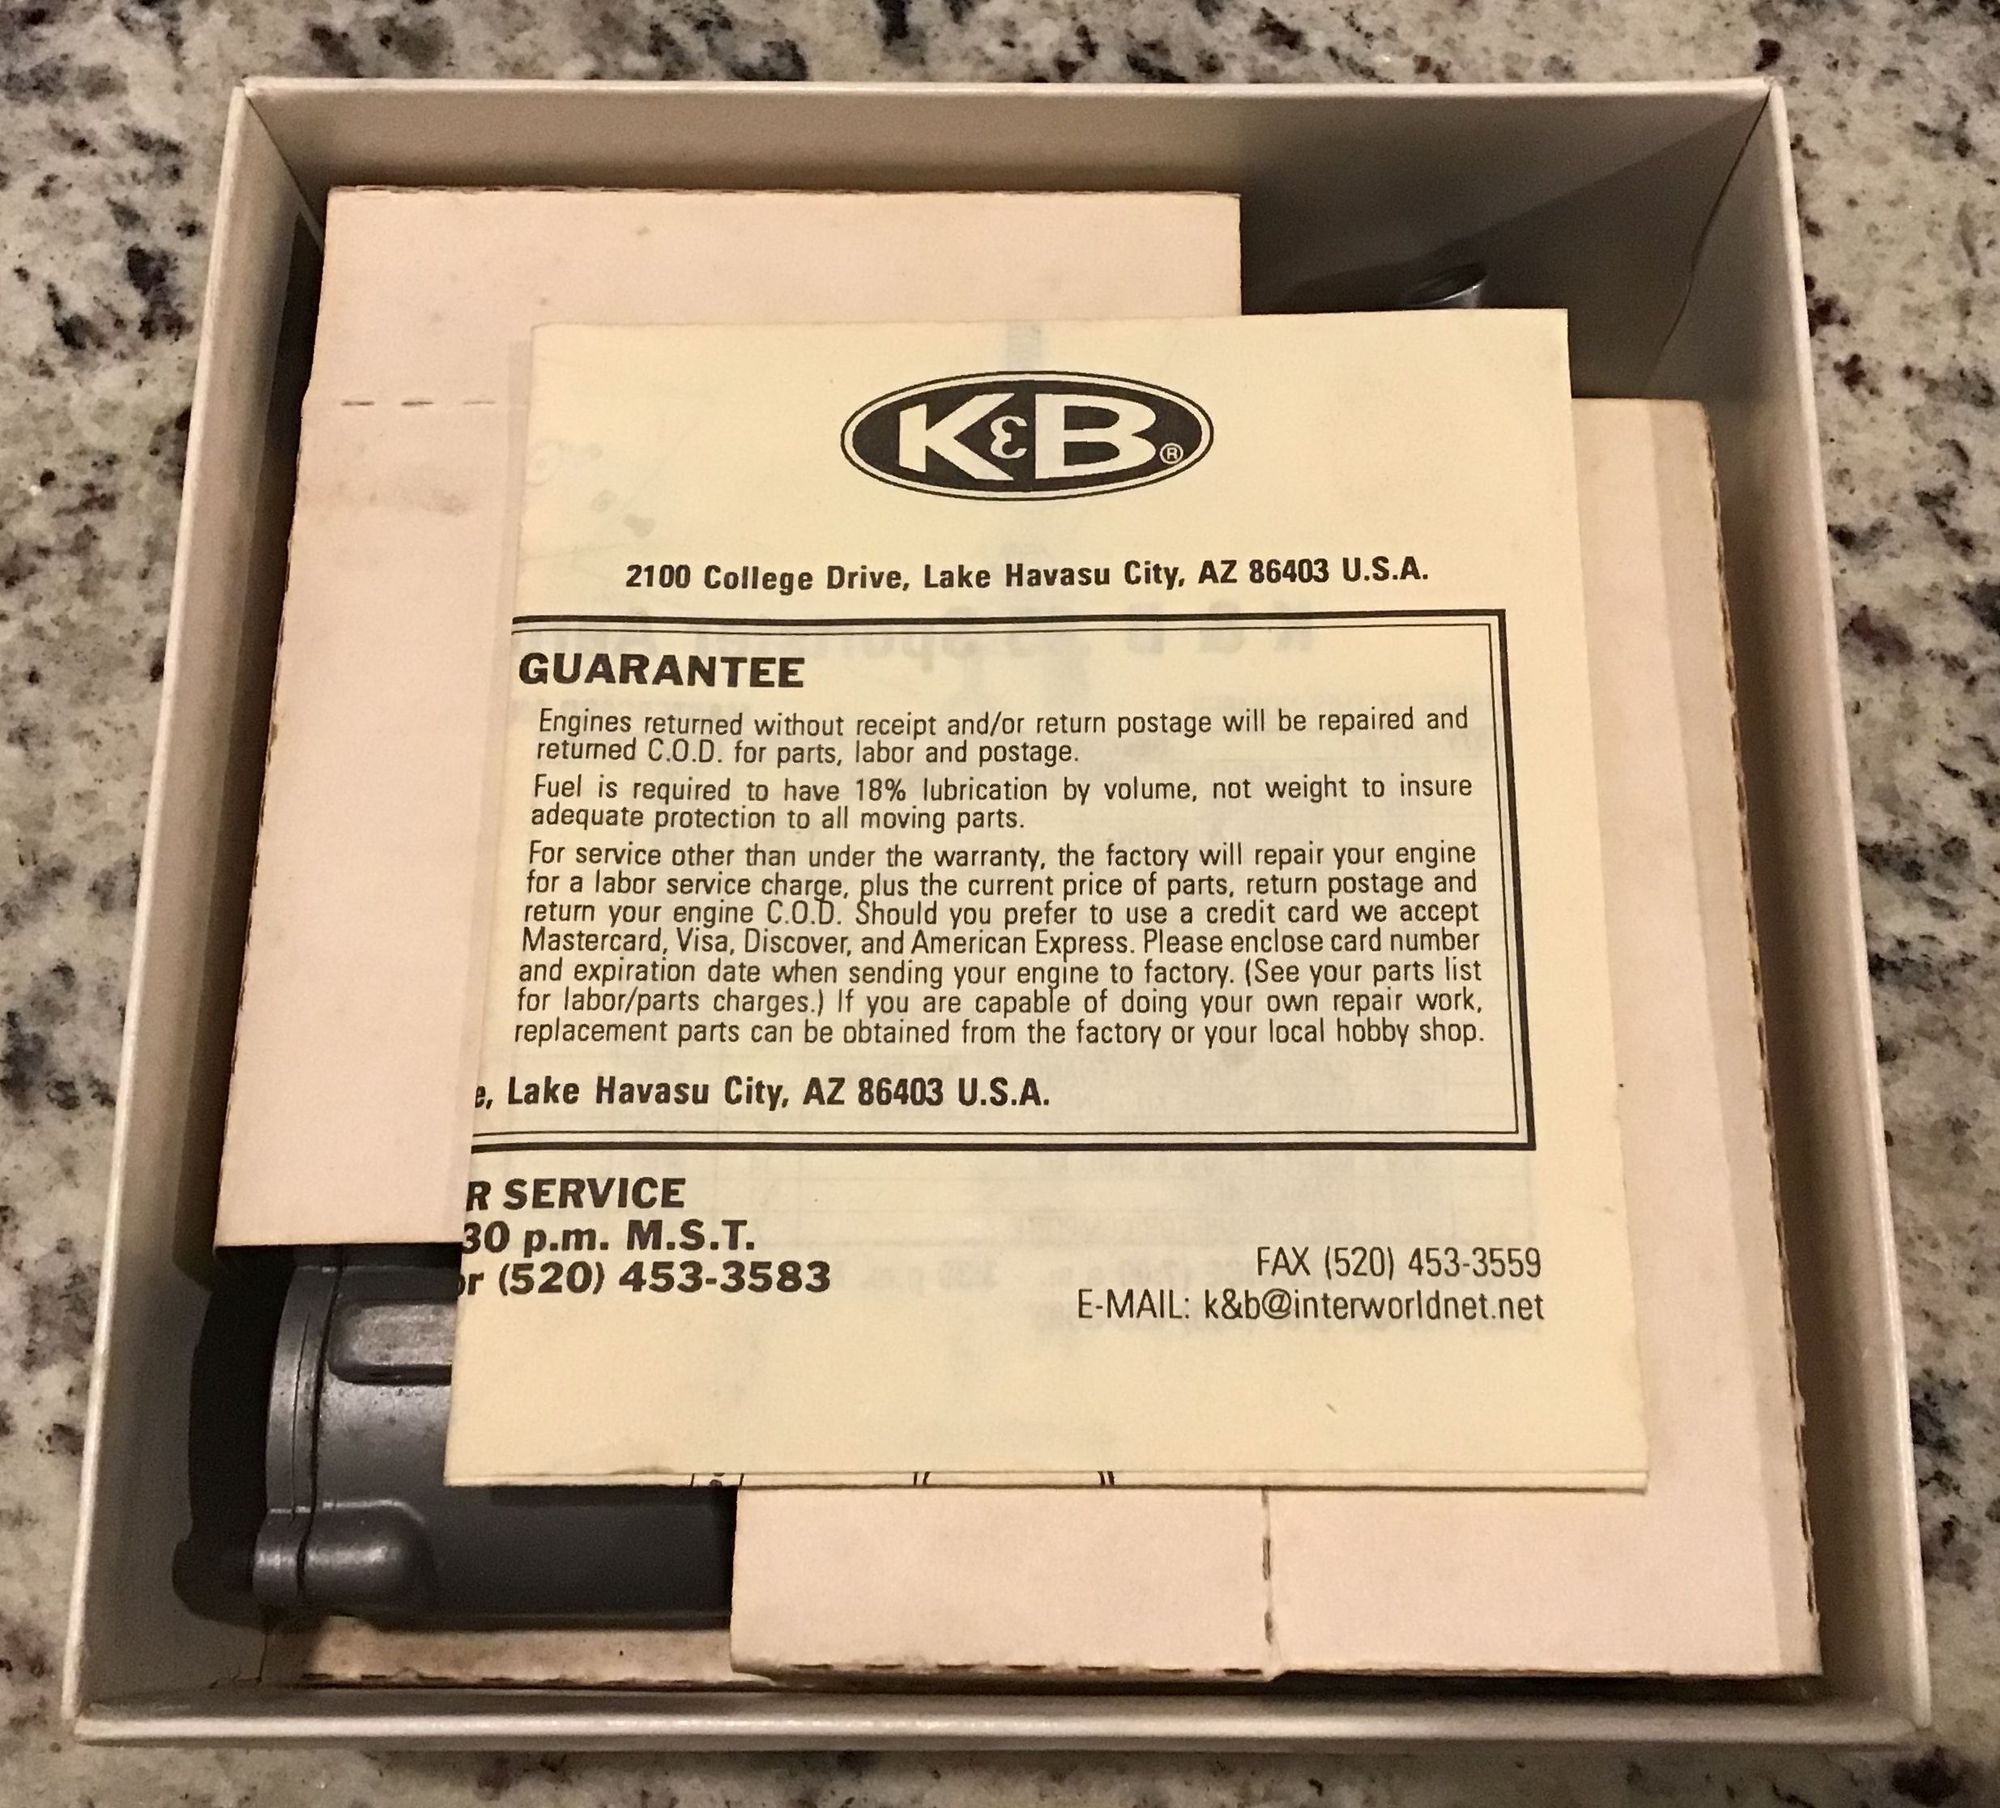 K&B®
2100 College Drive, Lake Havasu City, AZ 86403 U.S.A.
GUARANTEE
Engines returned without receipt and/or return postage will be repaired and
returned C.O.D. for parts, labor and postage.
Fuel is required to have 18% lubrication by volume, not weight to insure
adequate protection to all moving parts.
For service other than under the warranty, the factory will repair your engine
for a labor service charge, plus the current price of parts, return postage and
return your engine C.O.D. Should you prefer to use a credit card we accept
Mastercard, Visa, Discover, and American Express. Please enclose card number
and expiration date when sending your engine to factory. (See your parts list
for labor/parts charges.) If you are capable of doing your own repair work,
replacement parts can be obtained from the factory or your local hobby shop.
e, Lake Havasu City, AZ 86403 U.S.A.
R SERVICE
30 p.m. M.S.T.
or (520) 453-3583
FAX (520) 453-3559
E-MAIL: k&b@interworldnet.net